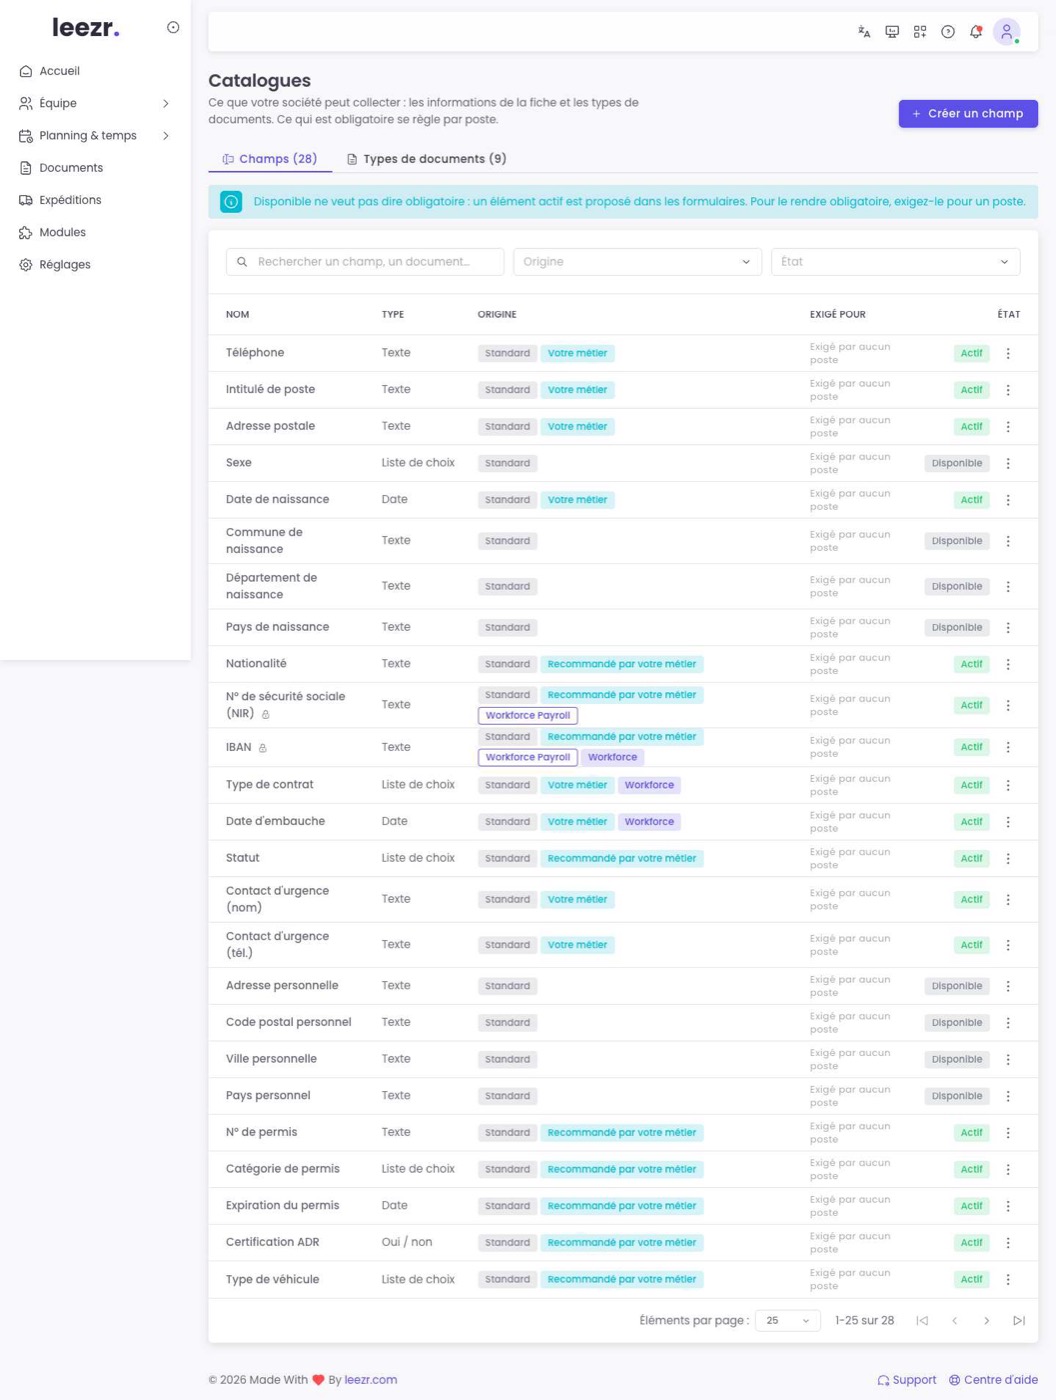 leezr.
Accueil
Équipe
Planning & temps
Documents
Expéditions
Modules
Réglages
Catalogues
Ce que votre société peut collecter : les informations de la fiche et les types de
documents. Ce qui est obligatoire se règle par poste.
+ Créer un champ
Champs (28) Types de documents (9)
Disponible ne veut pas dire obligatoire : un élément actif est proposé dans les formulaires. Pour le rendre obligatoire, exigez-le pour un poste.
Rechercher un champ, un document... Origine État
NOM TYPE ORIGINE EXIGÉ POUR ÉTAT
Téléphone Texte Standard Votre métier Exigé par aucun poste Actif
Intitulé de poste Texte Standard Votre métier Exigé par aucun poste Actif
Adresse postale Texte Standard Votre métier Exigé par aucun poste Actif
Sexe Liste de choix Standard Exigé par aucun poste Disponible
Date de naissance Date Standard Votre métier Exigé par aucun poste Actif
Commune de naissance Texte Standard Exigé par aucun poste Disponible
Département de naissance Texte Standard Exigé par aucun poste Disponible
Pays de naissance Texte Standard Exigé par aucun poste Disponible
Nationalité Texte Standard Recommandé par votre métier Exigé par aucun poste Actif
N° de sécurité sociale (NIR) Texte Standard Recommandé par votre métier Workforce Payroll Exigé par aucun poste Actif
IBAN Texte Standard Recommandé par votre métier Workforce Payroll Workforce Exigé par aucun poste Actif
Type de contrat Liste de choix Standard Votre métier Workforce Exigé par aucun poste Actif
Date d'embauche Date Standard Votre métier Workforce Exigé par aucun poste Actif
Statut Liste de choix Standard Recommandé par votre métier Exigé par aucun poste Actif
Contact d'urgence (nom) Texte Standard Votre métier Exigé par aucun poste Actif
Contact d'urgence (tél.) Texte Standard Votre métier Exigé par aucun poste Actif
Adresse personnelle Texte Standard Exigé par aucun poste Disponible
Code postal personnel Texte Standard Exigé par aucun poste Disponible
Ville personnelle Texte Standard Exigé par aucun poste Disponible
Pays personnel Texte Standard Exigé par aucun poste Disponible
N° de permis Texte Standard Recommandé par votre métier Exigé par aucun poste Actif
Catégorie de permis Liste de choix Standard Recommandé par votre métier Exigé par aucun poste Actif
Expiration du permis Date Standard Recommandé par votre métier Exigé par aucun poste Actif
Certification ADR Oui / non Standard Recommandé par votre métier Exigé par aucun poste Actif
Type de véhicule Liste de choix Standard Recommandé par votre métier Exigé par aucun poste Actif
Éléments par page : 25 1-25 sur 28
© 2026 Made With ❤ By leezr.com Support Centre d'aide